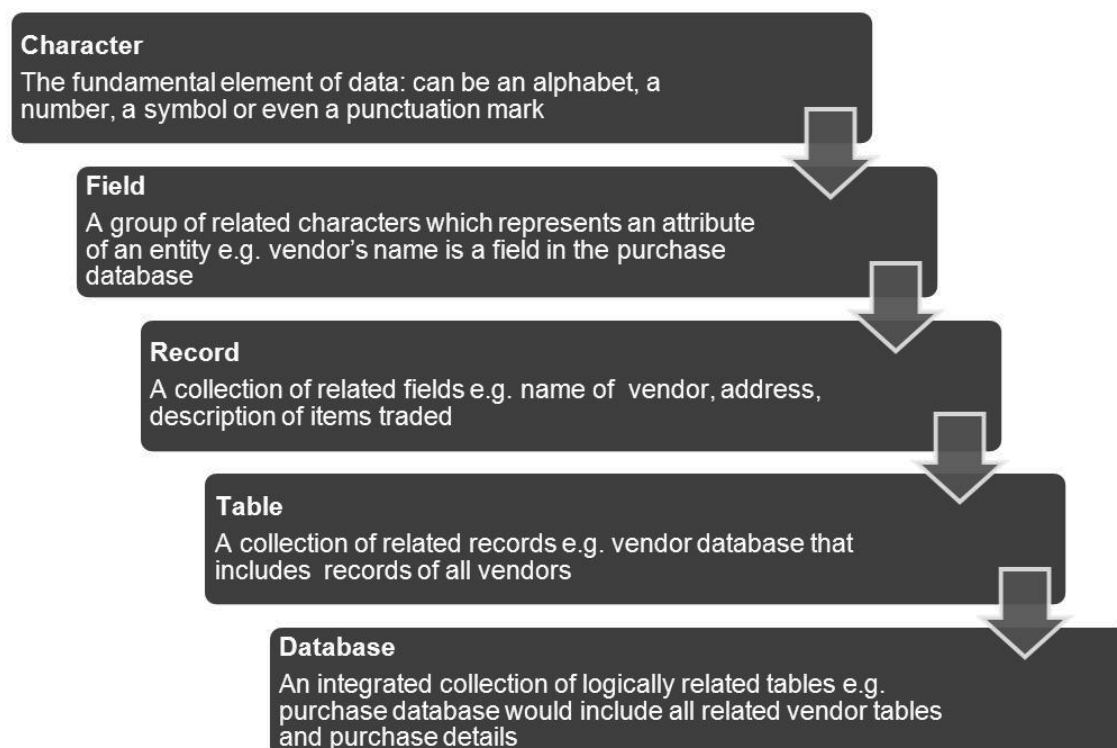 Character
The fundamental element of data: can be an alphabet, a
number, a symbol or even a punctuation mark
Field
A group of related characters which represents an attribute
of an entity e.g. vendor’s name is a field in the purchase
database
Record
A collection of related fields e.g. name of vendor, address,
description of items traded
Table
A collection of related records e.g. vendor database that
includes records of all vendors
Database
An integrated collection of logically related tables e.g.
purchase database would include all related vendor tables
and purchase details